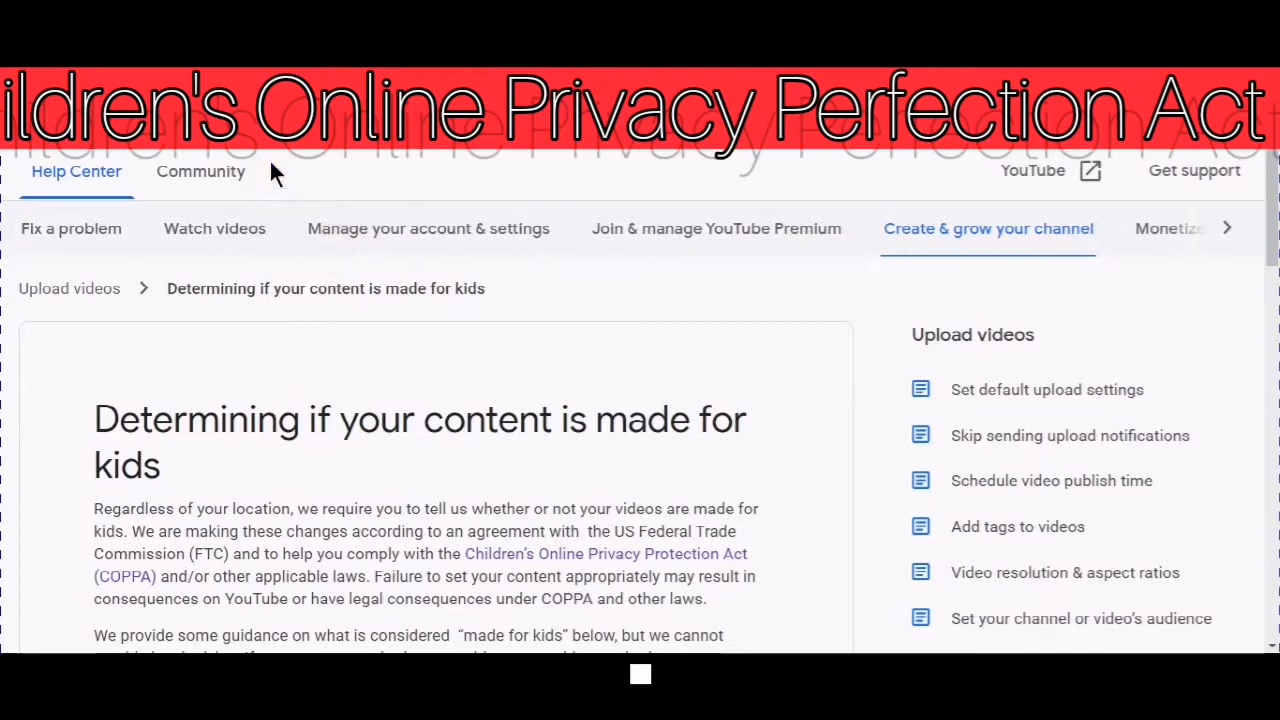 ildren's Online Privacy Perfection Act
Help Center Community YouTube Get support
Fix a problem Watch videos Manage your account & settings Join & manage YouTube Premium Create & grow your channel Monetize
Upload videos Determining if your content is made for kids
Upload videos
Determining if your content is made for
kids
Regardless of your location, we require you to tell us whether or not your videos are made for
kids. We are making these changes according to an agreement with the US Federal Trade
Commission (FTC) and to help you comply with the Children's Online Privacy Protection Act
(COPPA) and/or other applicable laws. Failure to set your content appropriately may result in
consequences on YouTube or have legal consequences under COPPA and other laws.
We provide some guidance on what is considered “made for kids” below, but we cannot
Set default upload settings
Skip sending upload notifications
Schedule video publish time
Add tags to videos
Video resolution & aspect ratios
Set your channel or video's audience